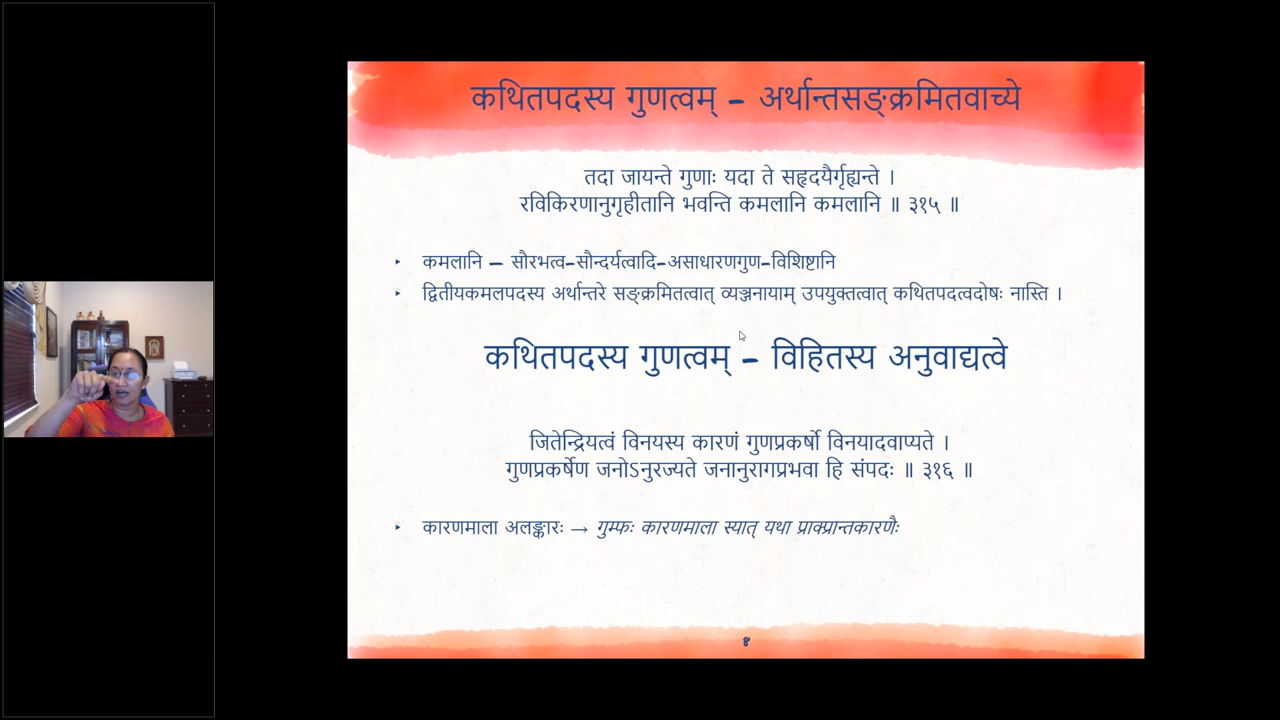 कथितपदस्य गुणत्वम् – अर्थान्तसङ्क्रमितवाच्ये
तदा जायन्ते गुणाः यदा ते सहृदयैर्गृह्यन्ते ।
रविकिरणानुगृहीतानि भवन्ति कमलानि कमलानि ॥ ३१५ ॥
‣ कमलानि – सौरभत्व-सौन्दर्यत्वादि-असाधारणगुण-विशिष्टानि
‣ द्वितीयकमलपदस्य अर्थान्तरे सङ्क्रमितत्वात् व्यञ्जनायाम् उपयुक्तत्वात् कथितपदत्वदोषः नास्ति ।
कथितपदस्य गुणत्वम् – विहितस्य अनुवाद्यत्वे
जितेन्द्रियत्वं विनयस्य कारणं गुणप्रकर्षो विनयादवाप्यते ।
गुणप्रकर्षेण जनोऽनुरज्यते जनानुरागप्रभवा हि संपदः ॥ ३१६ ॥
‣ कारणमाला अलङ्कारः → गुम्फः कारणमाला स्यात् यथा प्राक्प्रान्तकारणैः